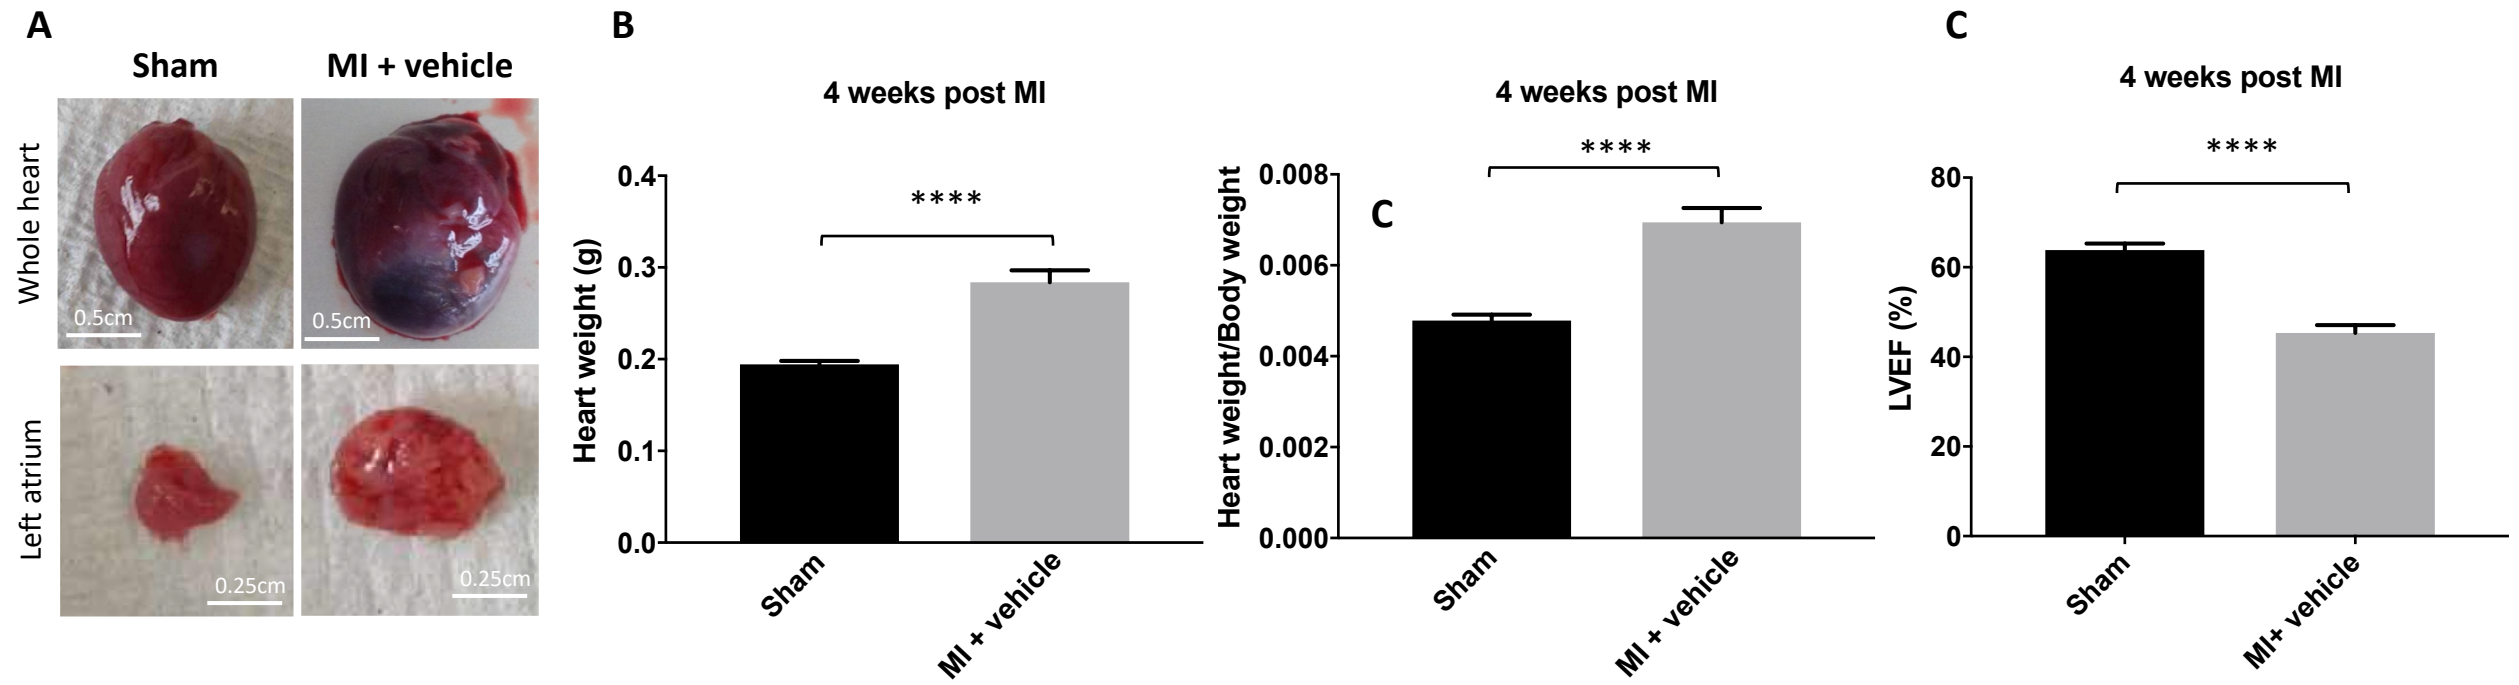 A
Sham
MI + vehicle
Whole heart
0.5cm
0.5cm
Left atrium
0.25cm
0.25cm
B
4 weeks post MI
****
Heart weight (g)
0.4
0.3
0.2
0.1
0.0
Sham
MI + vehicle
4 weeks post MI
****
C
Heart weight/Body weight
0.008
0.006
0.004
0.002
0.000
Sham
MI + vehicle
C
4 weeks post MI
****
LVEF (%)
80
60
40
20
0
Sham
MI+ vehicle